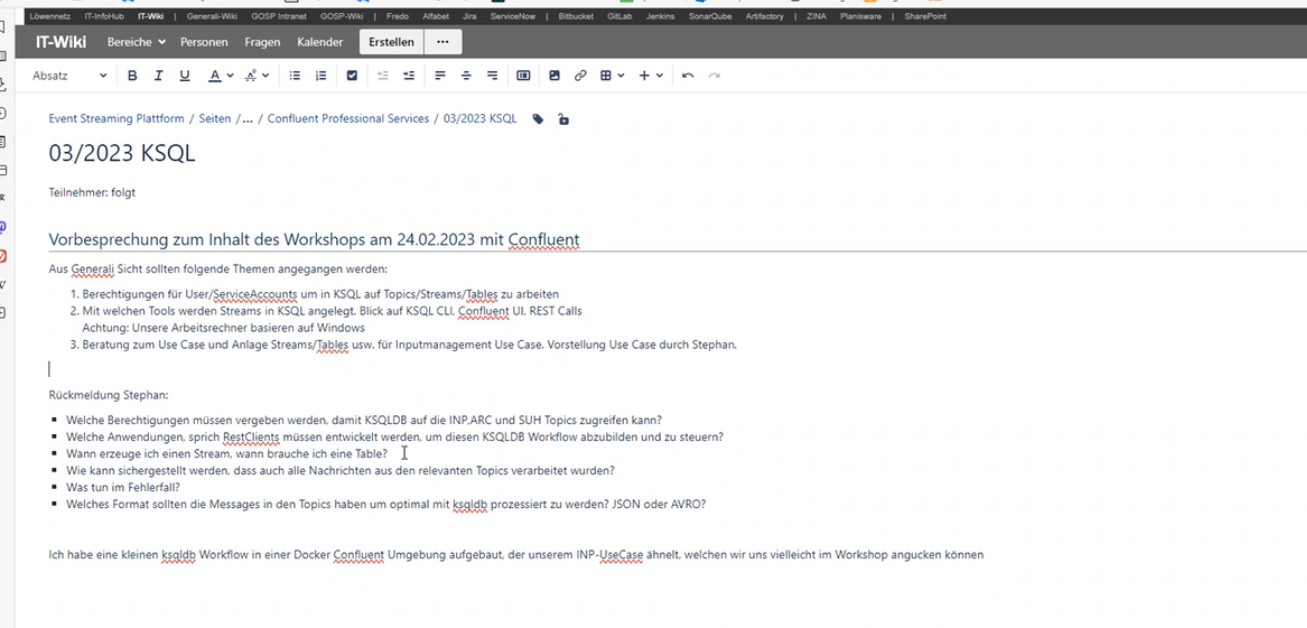 Löwennetz IT-InfoHub IT-Wiki | Generali-Wiki GOSP Intranet GOSP-Wiki | Fredo Alfabet Jira ServiceNow | Bitbucket GitLab Jenkins SonarQube Artifactory | ZINA Planisware | SharePoint
IT-Wiki Bereiche Personen Fragen Kalender Erstellen ...
Absatz B I U A
Event Streaming Plattform / Seiten /... / Confluent Professional Services / 03/2023 KSQL
03/2023 KSQL
Teilnehmer: folgt
Vorbesprechung zum Inhalt des Workshops am 24.02.2023 mit Confluent
Aus Generali Sicht sollten folgende Themen angegangen werden:
1. Berechtigungen für User/ServiceAccounts um in KSQL auf Topics/Streams/Tables zu arbeiten
2. Mit welchen Tools werden Streams in KSQL angelegt. Blick auf KSQL CLI, Confluent UI, REST Calls
Achtung: Unsere Arbeitsrechner basieren auf Windows
3. Beratung zum Use Case und Anlage Streams/Tables usw. für Inputmanagement Use Case. Vorstellung Use Case durch Stephan.
Rückmeldung Stephan:
▪ Welche Berechtigungen müssen vergeben werden, damit KSQLDB auf die INP,ARC und SUH Topics zugreifen kann?
▪ Welche Anwendungen, sprich RestClients müssen entwickelt werden, um diesen KSQLDB Workflow abzubilden und zu steuern?
▪ Wann erzeuge ich einen Stream, wann brauche ich eine Table?
▪ Wie kann sichergestellt werden, dass auch alle Nachrichten aus den relevanten Topics verarbeitet wurden?
▪ Was tun im Fehlerfall?
▪ Welches Format sollten die Messages in den Topics haben um optimal mit ksqldb prozessiert zu werden? JSON oder AVRO?
Ich habe eine kleinen ksqldb Workflow in einer Docker Confluent Umgebung aufgebaut, der unserem INP-UseCase ähnelt, welchen wir uns vielleicht im Workshop angucken können